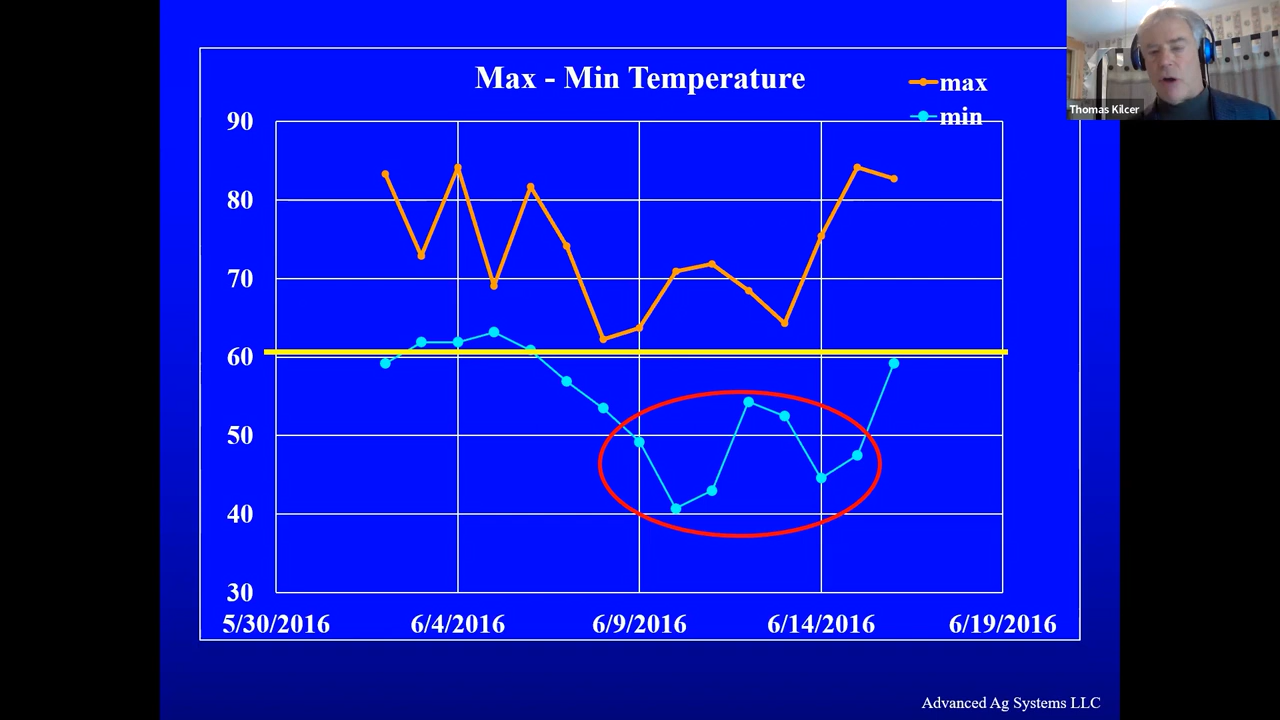 Max - Min Temperature
max
min
Thomas Kilcer
90
80
70
60
50
40
30
5/30/2016 6/4/2016 6/9/2016 6/14/2016 6/19/2016
Advanced Ag Systems LLC